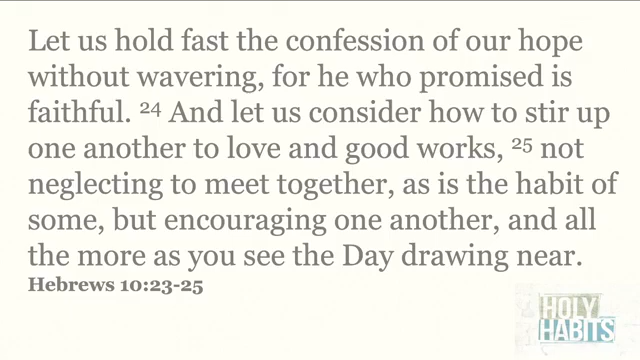 Let us hold fast the confession of our hope
without wavering, for he who promised is
faithful. 24 And let us consider how to stir up
one another to love and good works, 25 not
neglecting to meet together, as is the habit of
some, but encouraging one another, and all
the more as you see the Day drawing near.
Hebrews 10:23-25
HOLY
HABITS